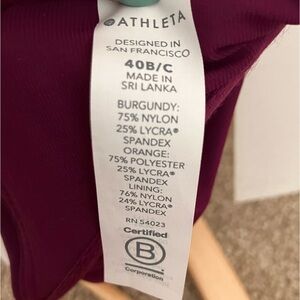 ATHLETA
DESIGNED IN
SAN FRANCISCO
40B/C
MADE IN
SRI LANKA
BURGUNDY:
75% NYLON
25% LYCRA®
SPANDEX
ORANGE:
75% POLYESTER
25% LYCRA®
SPANDEX
LINING:
76% NYLON
24% LYCRA®
SPANDEX
RN 54023
Certified
B
Corporation